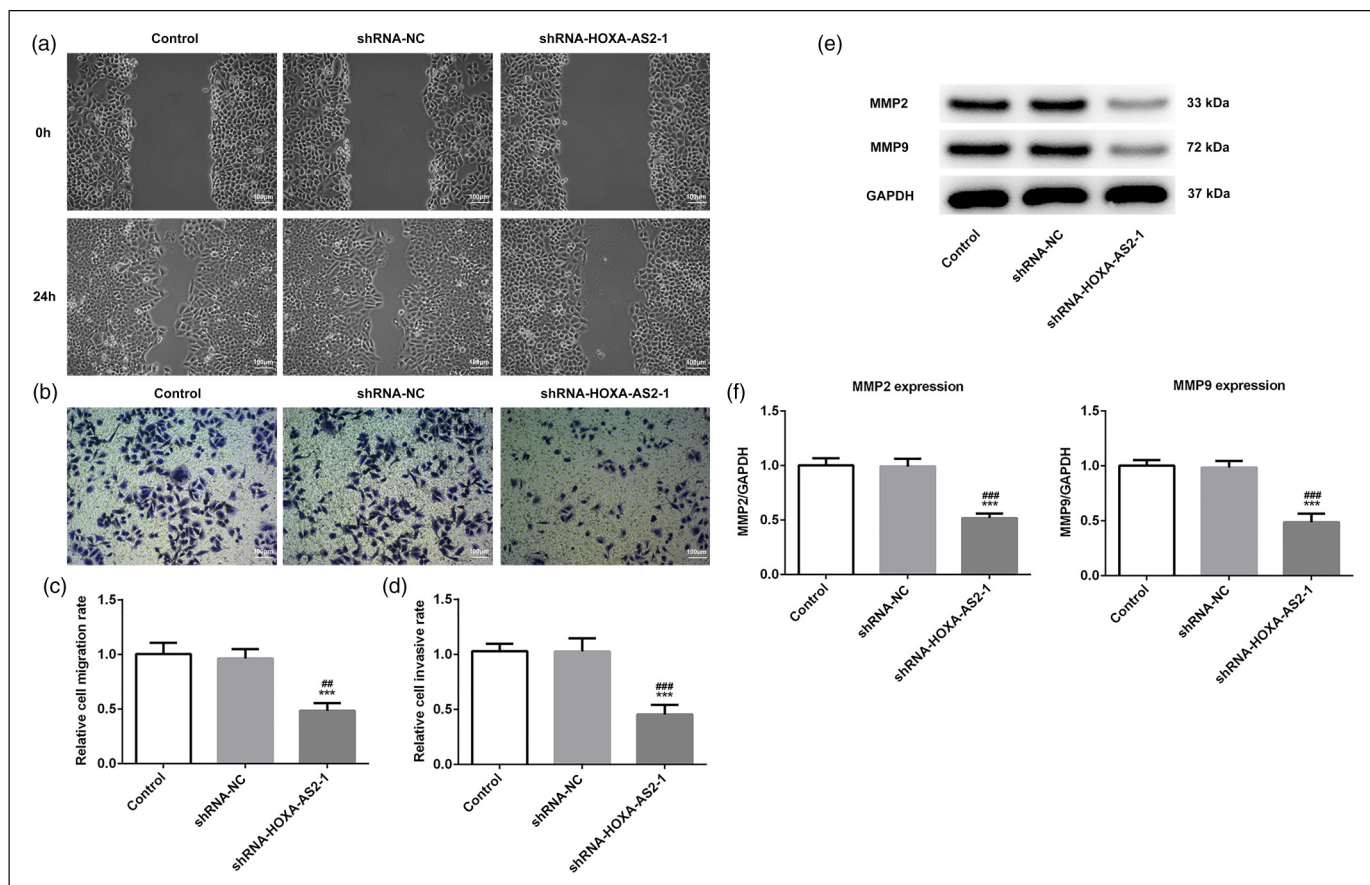 (a)
Control shRNA-NC shRNA-HOXA-AS2-1
0h
100μm 100μm 100μm
24h
100μm 100μm 100μm
(b)
Control shRNA-NC shRNA-HOXA-AS2-1
100μm 100μm 100μm
(c)
Relative cell migration rate
1.5
1.0
0.5
0.0
##
***
Control shRNA-NC shRNA-HOXA-AS2-1
(d)
Relative cell invasive rate
1.5
1.0
0.5
0.0
###
***
Control shRNA-NC shRNA-HOXA-AS2-1
(e)
MMP2 33 kDa
MMP9 72 kDa
GAPDH 37 kDa
Control shRNA-NC shRNA-HOXA-AS2-1
(f)
MMP2 expression
MMP2/GAPDH
1.5
1.0
0.5
0.0
###
***
Control shRNA-NC shRNA-HOXA-AS2-1
MMP9 expression
MMP9/GAPDH
1.5
1.0
0.5
0.0
###
***
Control shRNA-NC shRNA-HOXA-AS2-1